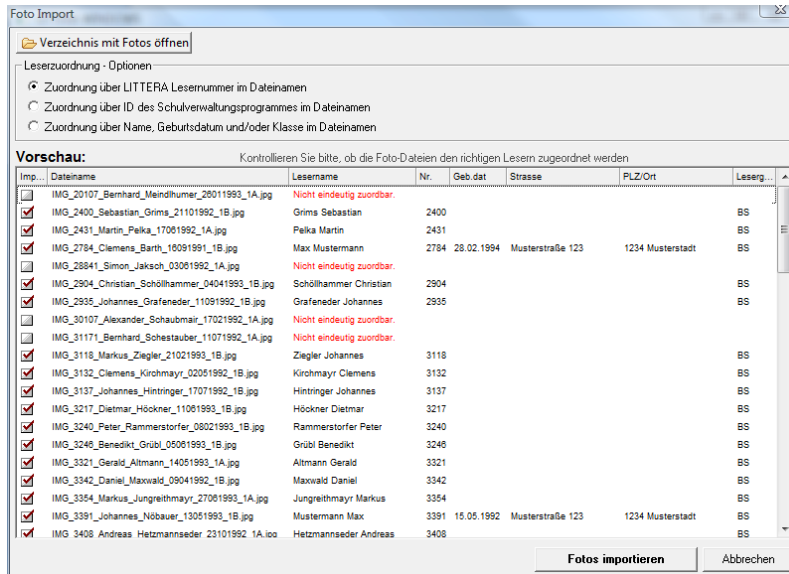 Foto Import
Verzeichnis mit Fotos öffnen
Leserzuordnung - Optionen
Zuordnung über LITTERA Lesernummer im Dateinamen
Zuordnung über ID des Schulverwaltungsprogrammes im Dateinamen
Zuordnung über Name, Geburtsdatum und/oder Klasse im Dateinamen
Vorschau: Kontrollieren Sie bitte, ob die Foto-Dateien den richtigen Lesern zugeordnet werden
Imp... Dateiname Lesername Nr. Geb.dat Strasse PLZ/Ort Leserg...
IMG_20107_Bernhard_Meindlhumer_26011993_1A.jpg Nicht eindeutig zuordbar.
IMG_2400_Sebastian_Grims_21101992_1B.jpg Grims Sebastian 2400 BS
IMG_2431_Martin_Pelka_17061992_1A.jpg Pelka Martin 2431 BS
IMG_2784_Clemens_Barth_16091991_1B.jpg Max Mustermann 2784 28.02.1994 Musterstraße 123 1234 Musterstadt BS
IMG_28841_Simon_Jaksch_03061992_1A.jpg Nicht eindeutig zuordbar.
IMG_2904_Christian_Schöllhammer_04041993_1B.jpg Schöllhammer Christian 2904 BS
IMG_2935_Johannes_Grafeneder_11091992_1B.jpg Grafeneder Johannes 2935 BS
IMG_30107_Alexander_Schaubmair_17021992_1A.jpg Nicht eindeutig zuordbar.
IMG_31171_Bernhard_Schestauber_11071992_1A.jpg Nicht eindeutig zuordbar.
IMG_3118_Markus_Ziegler_21021993_1B.jpg Ziegler Johannes 3118 BS
IMG_3132_Clemens_Kirchmayr_02051992_1B.jpg Kirchmayr Clemens 3132 BS
IMG_3137_Johannes_Hintringer_17071992_1B.jpg Hintringer Johannes 3137 BS
IMG_3217_Dietmar_Höckner_11061993_1B.jpg Höckner Dietmar 3217 BS
IMG_3240_Peter_Rammerstorfer_08021993_1B.jpg Rammerstorfer Peter 3240 BS
IMG_3246_Benedikt_Grübl_05061993_1B.jpg Grübl Benedikt 3246 BS
IMG_3321_Gerald_Altmann_14051993_1A.jpg Altmann Gerald 3321 BS
IMG_3342_Daniel_Maxwald_09041992_1B.jpg Maxwald Daniel 3342 BS
IMG_3354_Markus_Jungreithmayr_27061993_1A.jpg Jungreithmayr Markus 3354 BS
IMG_3391_Johannes_Nöbauer_13051993_1B.jpg Mustermann Max 3391 15.05.1992 Musterstraße 123 1234 Musterstadt BS
IMG_3408_Andreas_Hetzmannseder_23101992_1A.jpg Hetzmannseder Andreas 3408 BS
Fotos importieren Abbrechen